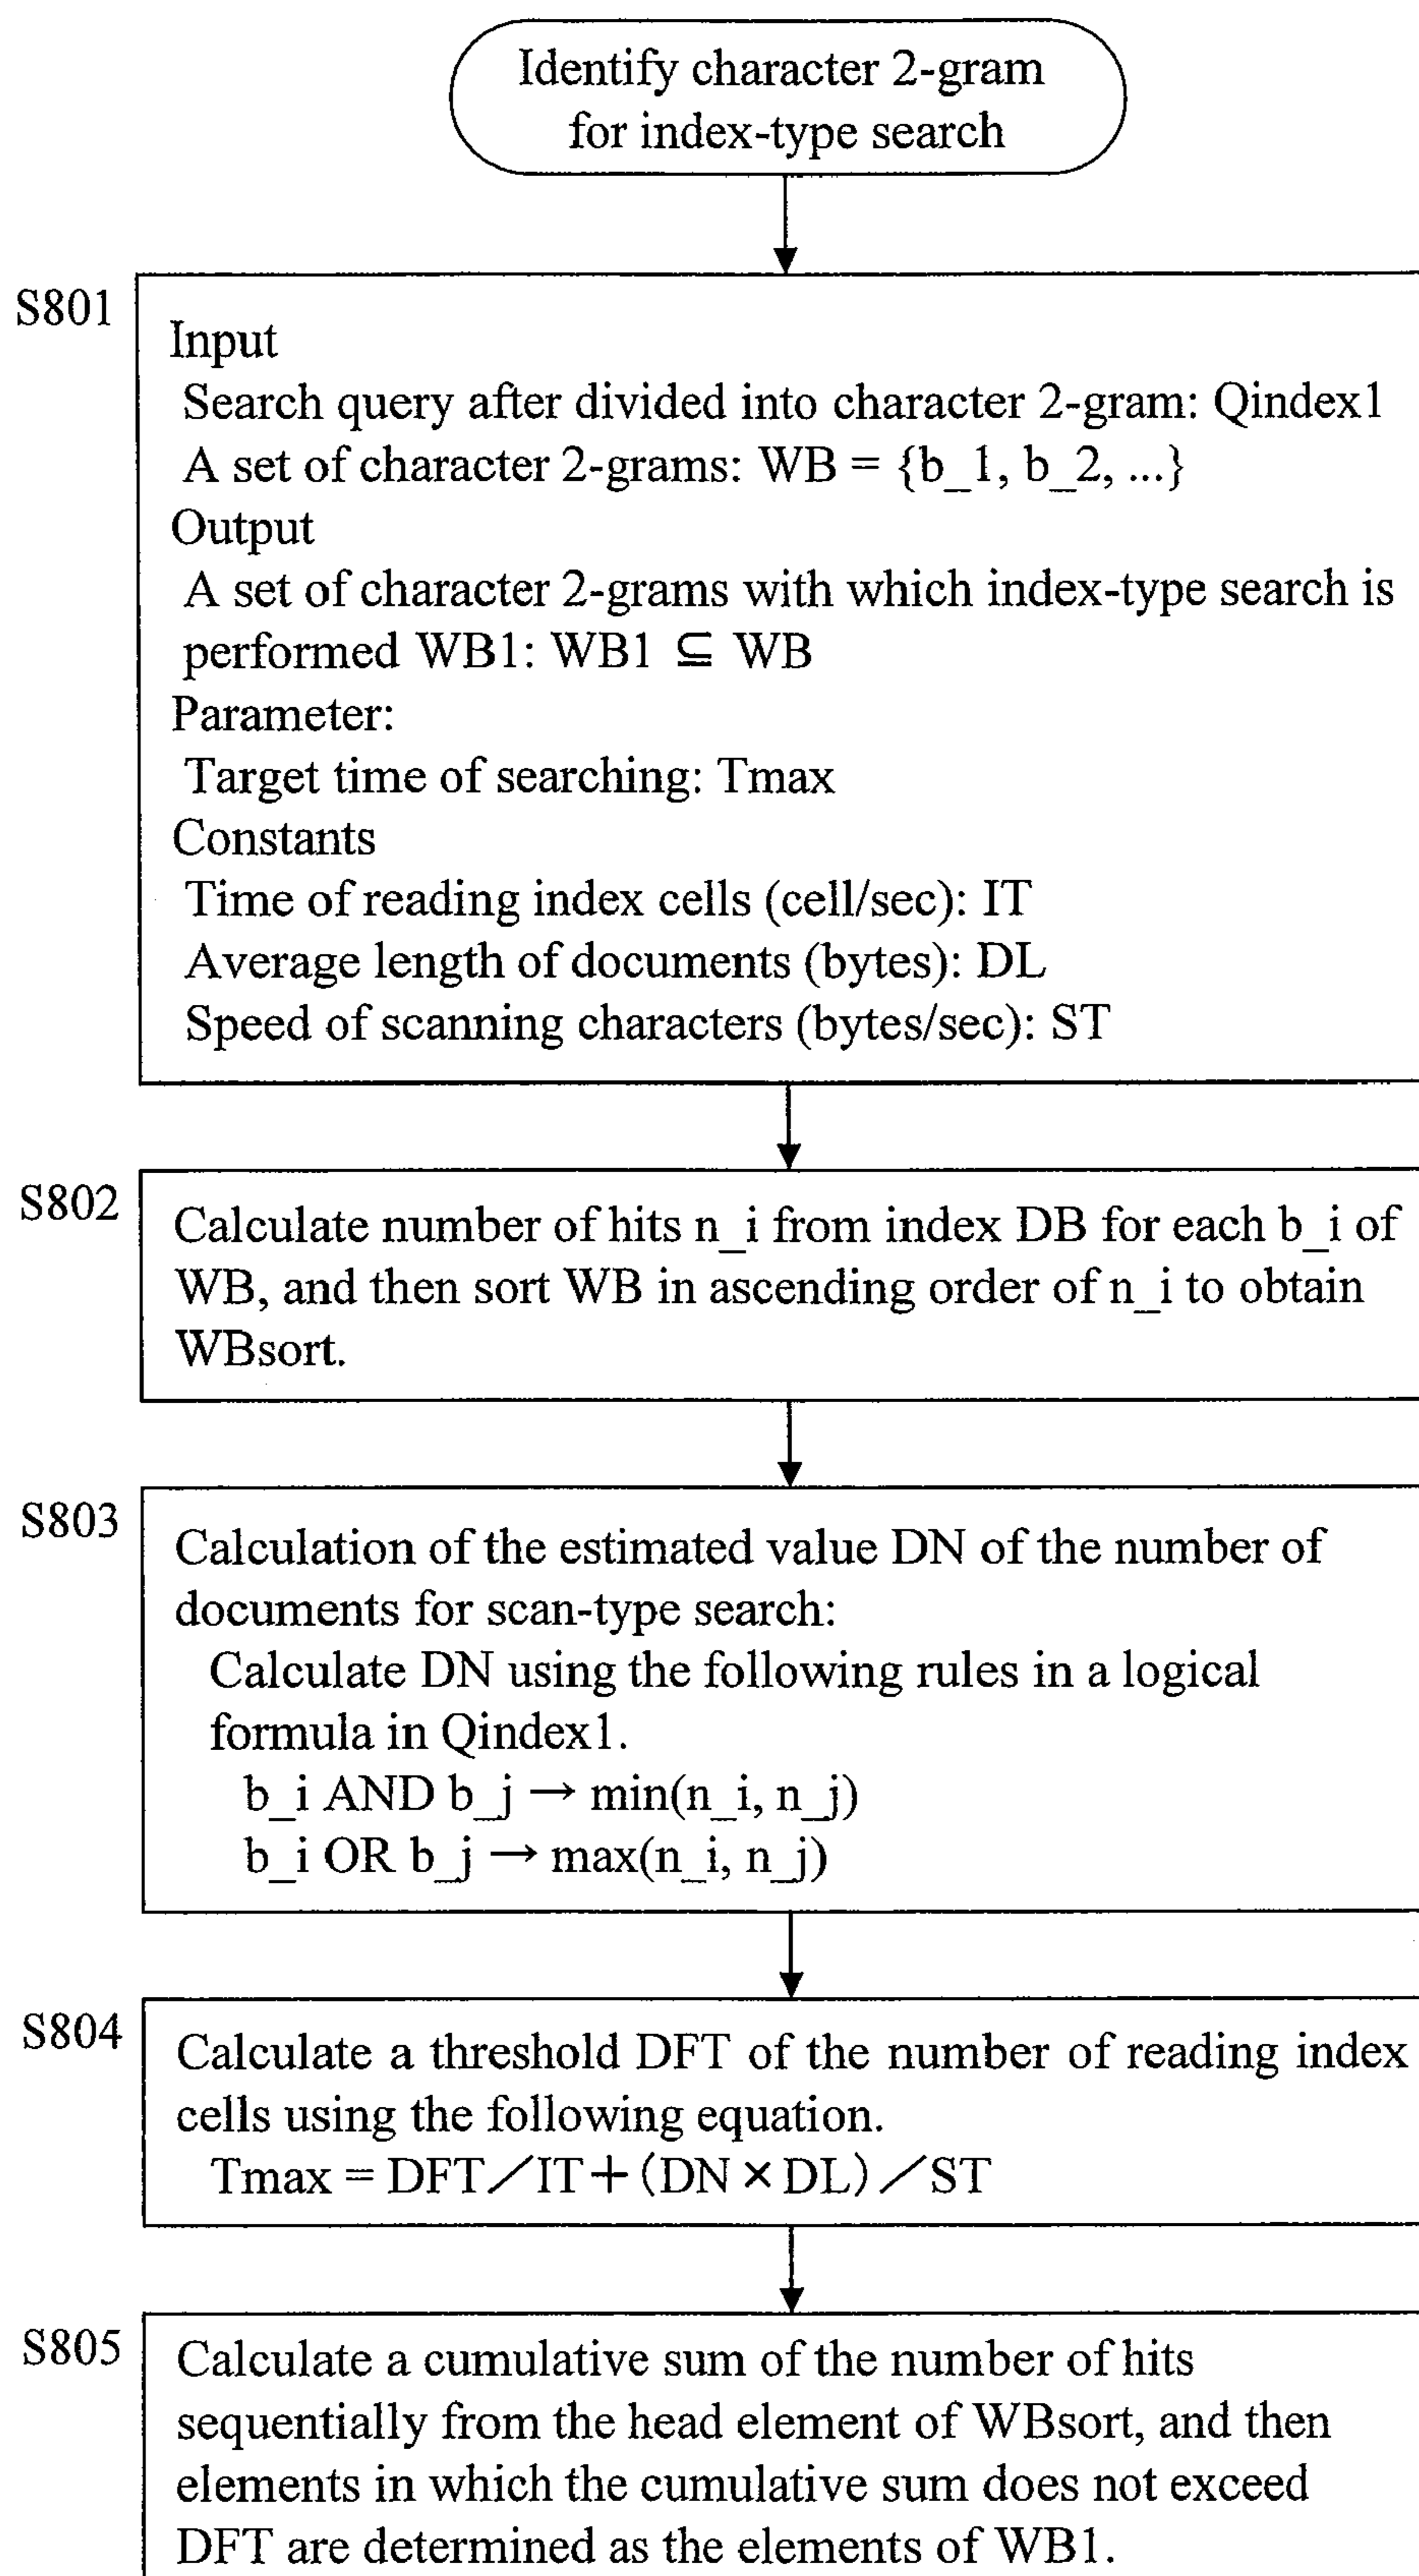 Identify character 2-gram
for index-type search
S801
Input
Search query after divided into character 2-gram: Qindex1
A set of character 2-grams: WB = {b_1, b_2, ...}
Output
A set of character 2-grams with which index-type search is
performed WB1: WB1 ⊆ WB
Parameter:
Target time of searching: Tmax
Constants
Time of reading index cells (cell/sec): IT
Average length of documents (bytes): DL
Speed of scanning characters (bytes/sec): ST
S802
Calculate number of hits n_i from index DB for each b_i of
WB, and then sort WB in ascending order of n_i to obtain
WBsort.
S803
Calculation of the estimated value DN of the number of
documents for scan-type search:
Calculate DN using the following rules in a logical
formula in Qindex1.
b_i AND b_j → min(n_i, n_j)
b_i OR b_j → max(n_i, n_j)
S804
Calculate a threshold DFT of the number of reading index
cells using the following equation.
Tmax = DFT／IT＋(DN × DL)／ST
S805
Calculate a cumulative sum of the number of hits
sequentially from the head element of WBsort, and then
elements in which the cumulative sum does not exceed
DFT are determined as the elements of WB1.